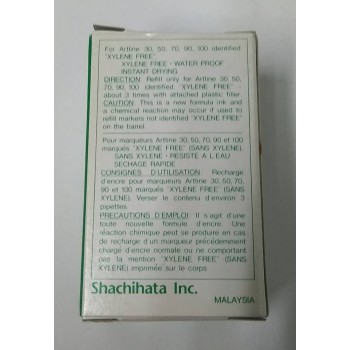 For Artline 30, 50, 70, 90, 100 identified
"XYLENE FREE"
XYLENE FREE - WATER PROOF
INSTANT DRYING
DIRECTION: Refill only for Artline 30, 50,
70, 90, 100 identified "XYLENE FREE" -
about 3 times with attached plastic filler.
CAUTION: This is a new formula ink and
a chemical reaction may occur if used to
refill markers not identified "XYLENE FREE"
on the barrel.
Pour marqueurs Artline 30, 50, 70, 90 et 100
marqués "XYLENE FREE" (SANS XYLENE).
SANS XYLENE - RESISTE A L'EAU
SECHAGE RAPIDE
CONSIGNES D'UTILISATION: Recharge
d'encre pour marqueurs Artline 30, 50, 70,
90 et 100 marqués "XYLENE FREE" (SANS
XYLENE). Verser le contenu d'environ 3
pipettes.
PRECAUTIONS D'EMPLOI: Il s'agit d'une
toute nouvelle formule d'encre. Une
réaction chimique peut se produire en cas
de recharge d'un marqueur précédemment
chargé d'encre normale ou ne comportant
pas la mention "XYLENE FREE" (SANS
XYLENE) imprimée sur le corps
Shachihata Inc.
MALAYSIA